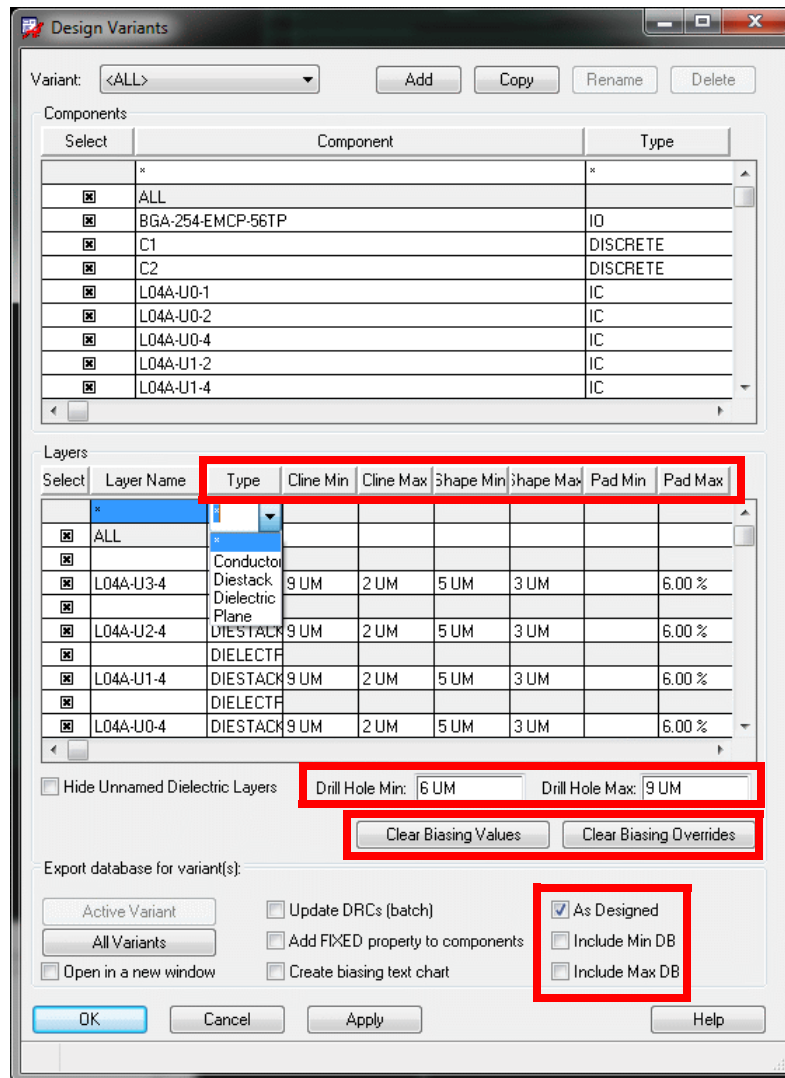 Design Variants
Variant: <ALL> Add Copy Rename Delete
Components
Select Component Type
* *
ALL
BGA-254-EMCP-56TP IO
C1 DISCRETE
C2 DISCRETE
L04A-U0-1 IC
L04A-U0-2 IC
L04A-U0-4 IC
L04A-U1-2 IC
L04A-U1-4 IC
Layers
Select Layer Name Type Cline Min Cline Max Shape Min Shape Max Pad Min Pad Max
* *
ALL *
Conductor
L04A-U3-4 Diestack 9 UM 2 UM 5 UM 3 UM 6.00 %
Dielectric
Plane
L04A-U2-4 DIESTACK 9 UM 2 UM 5 UM 3 UM 6.00 %
DIELECTF
L04A-U1-4 DIESTACK 9 UM 2 UM 5 UM 3 UM 6.00 %
DIELECTF
L04A-U0-4 DIESTACK 9 UM 2 UM 5 UM 3 UM 6.00 %
Hide Unnamed Dielectric Layers Drill Hole Min: 6 UM Drill Hole Max: 9 UM
Clear Biasing Values Clear Biasing Overrides
Export database for variant(s):
Active Variant Update DRCs (batch) As Designed
All Variants Add FIXED property to components Include Min DB
Open in a new window Create biasing text chart Include Max DB
OK Cancel Apply Help